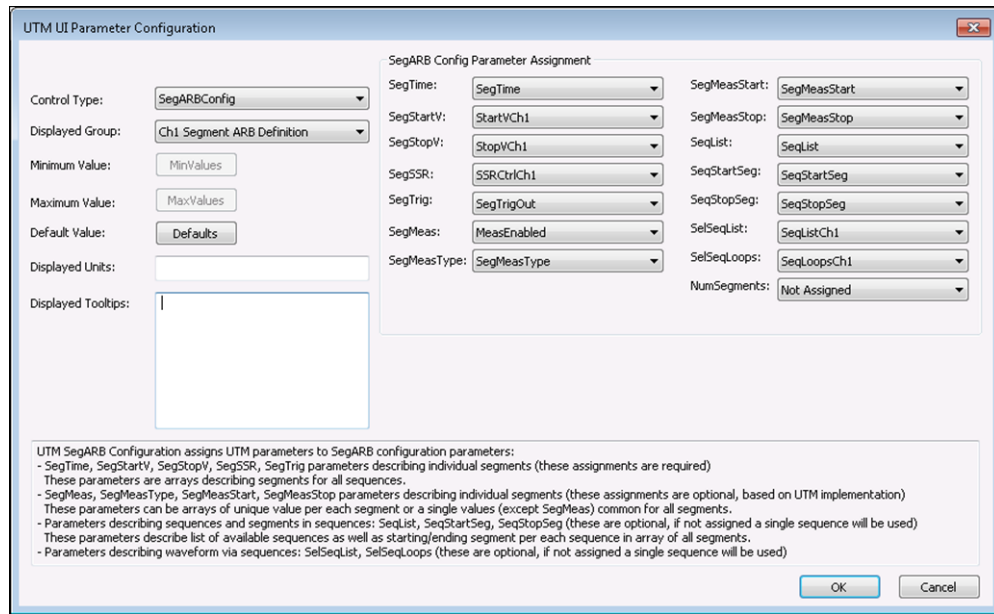 UTM UI Parameter Configuration
SegARB Config Parameter Assignment
Control Type: SegARBConfig
Displayed Group: Ch1 Segment ARB Definition
Minimum Value: MinValues
Maximum Value: MaxValues
Default Value: Defaults
Displayed Units:
Displayed Tooltips:
SegTime: SegTime
SegStartV: StartVCh1
SegStopV: StopVCh1
SegSSR: SSRCtrlCh1
SegTrig: SegTrigOut
SegMeas: MeasEnabled
SegMeasType: SegMeasType
SegMeasStart: SegMeasStart
SegMeasStop: SegMeasStop
SeqList: SeqList
SeqStartSeg: SeqStartSeg
SeqStopSeg: SeqStopSeg
SelSeqList: SeqListCh1
SelSeqLoops: SeqLoopsCh1
NumSegments: Not Assigned
UTM SegARB Configuration assigns UTM parameters to SegARB configuration parameters:
- SegTime, SegStartV, SegStopV, SegSSR, SegTrig parameters describing individual segments (these assignments are required)
These parameters are arrays describing segments for all sequences.
- SegMeas, SegMeasType, SegMeasStart, SegMeasStop parameters describing individual segments (these assignments are optional, based on UTM implementation)
These parameters can be arrays of unique value per each segment or a single values (except SegMeas) common for all segments.
- Parameters describing sequences and segments in sequences: SeqList, SeqStartSeg, SeqStopSeg (these are optional, if not assigned a single sequence will be used)
These parameters describe list of available sequences as well as starting/ending segment per each sequence in array of all segments.
- Parameters describing waveform via sequences: SelSeqList, SelSeqLoops (these are optional, if not assigned a single sequence will be used)
OK
Cancel